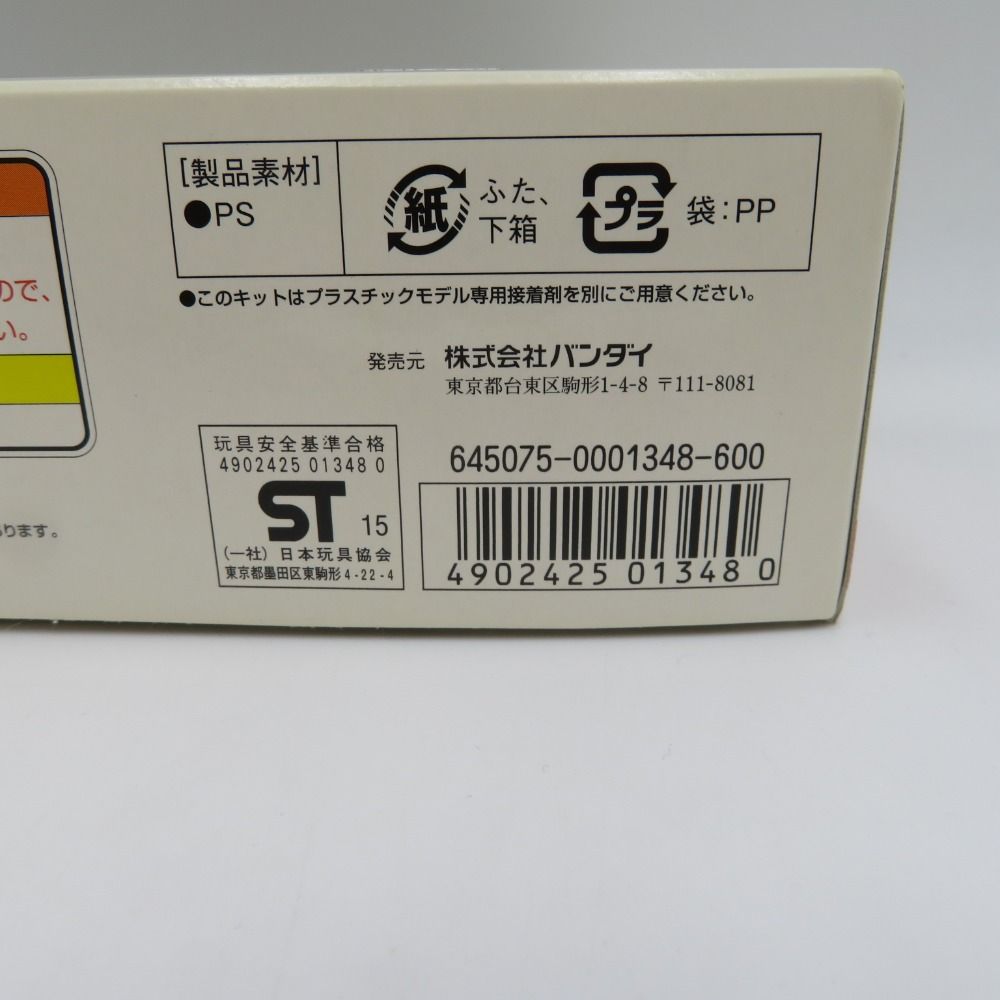 [製品素材]
●PS
紙
ふた、
下箱
プラ
袋:PP
●このキットはプラスチックモデル専用接着剤を別にご用意ください。
ので、
い。
発売元 株式会社バンダイ
東京都台東区駒形1-4-8 〒111-8081
玩具安全基準合格
4902425 01348 0
ST 15
(一社)日本玩具協会
東京都墨田区東駒形4-22-4
645075-0001348-600
4902425 013480
ります。